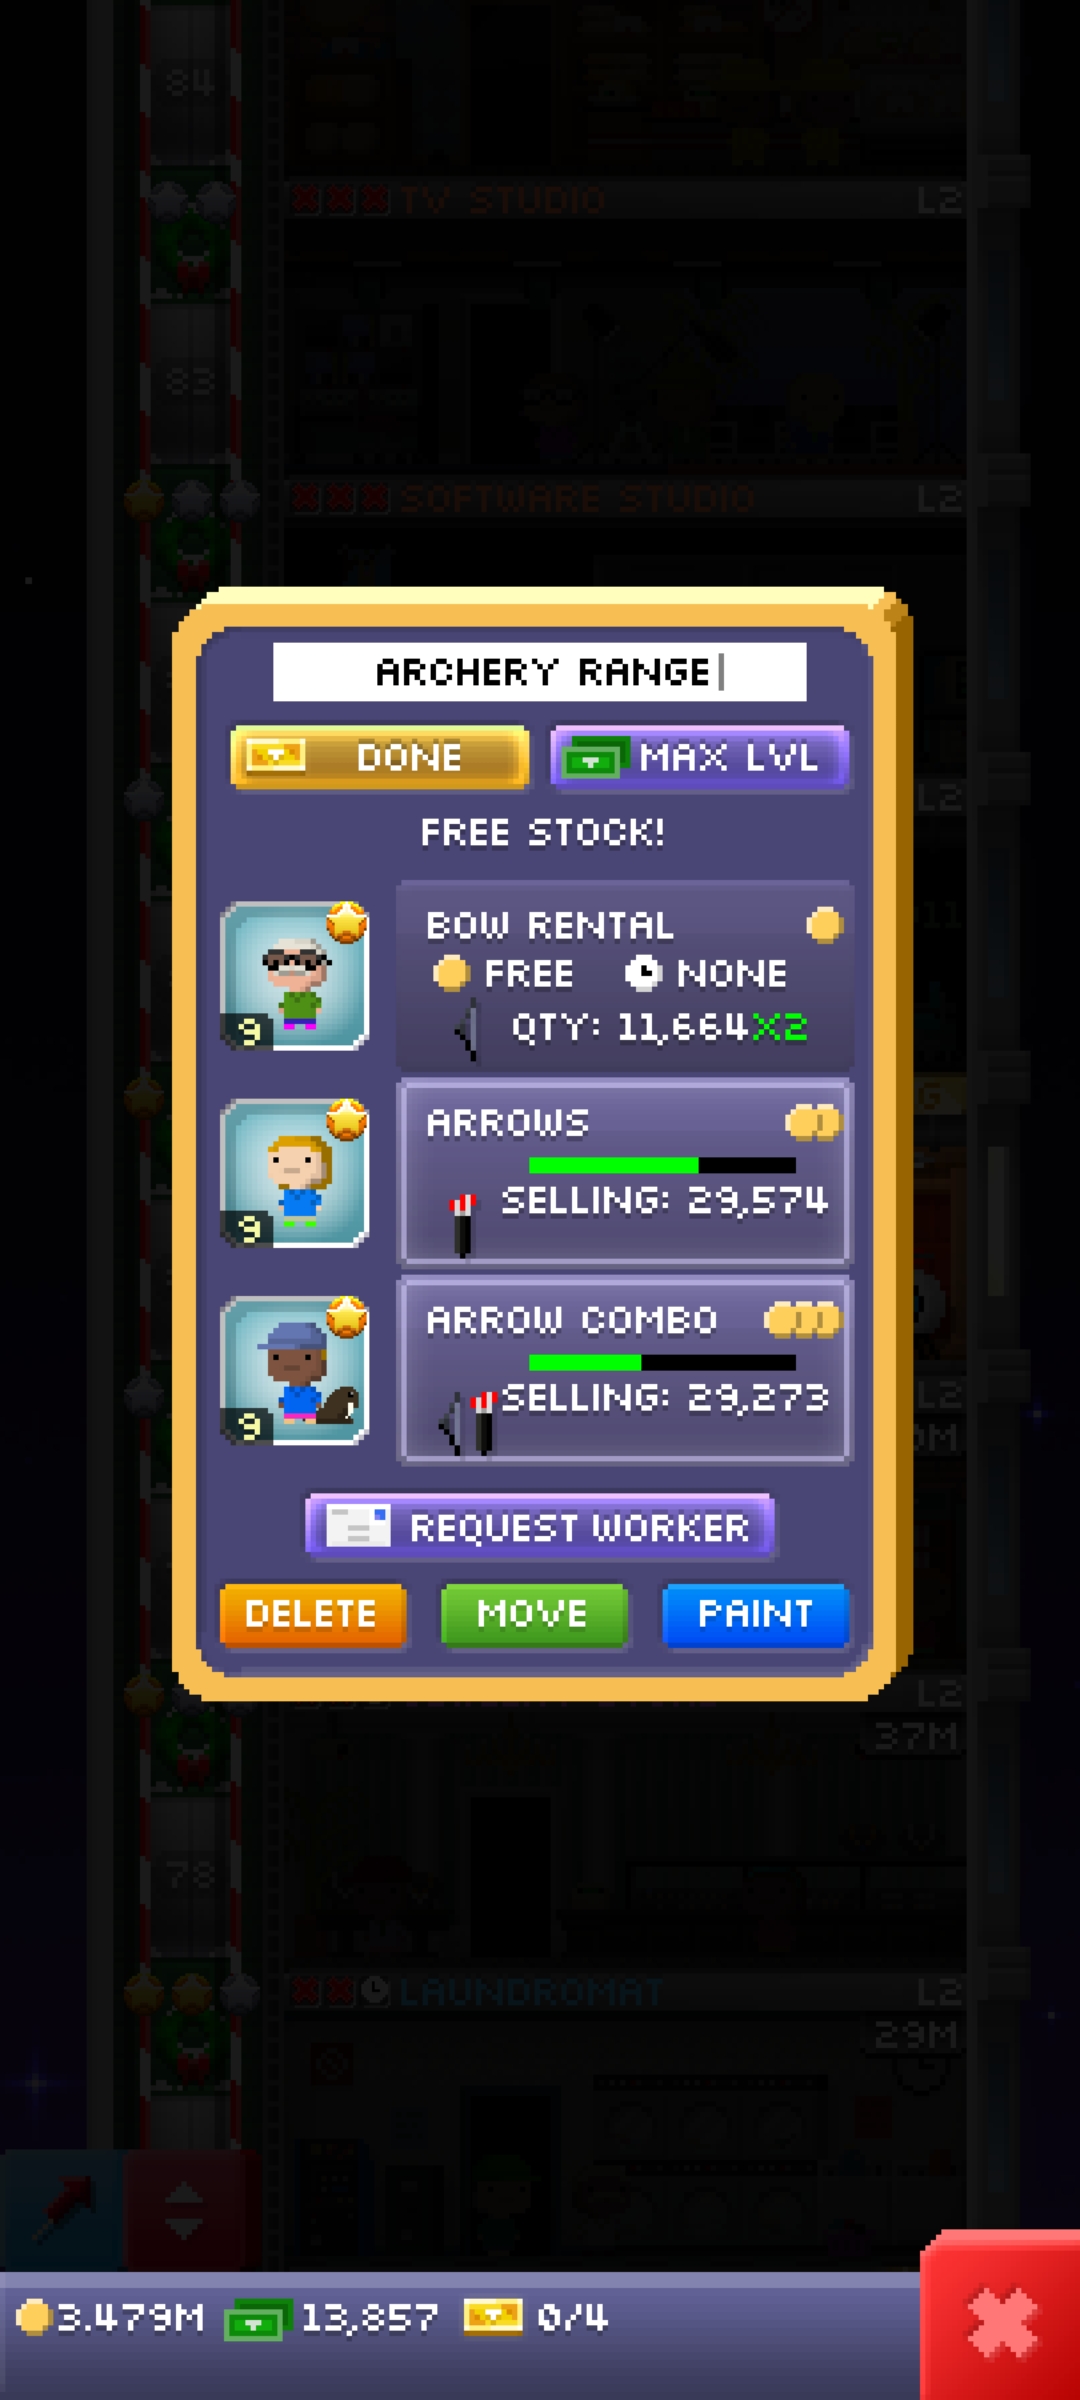 84
TV STUDIO L2
83
SOFTWARE STUDIO L2
ARCHERY RANGE
DONE MAX LVL
L2
FREE STOCK!
BOW RENTAL
FREE NONE
QTY: 11,664X2
9
ARROWS
SELLING: 29,574
9
ARROW COMBO
L2
SELLING: 29,273
9
REQUEST WORKER
DELETE MOVE PAINT
L2
37M
78
LAUNDROMAT L2
29M
3.479M 13,857 0/4